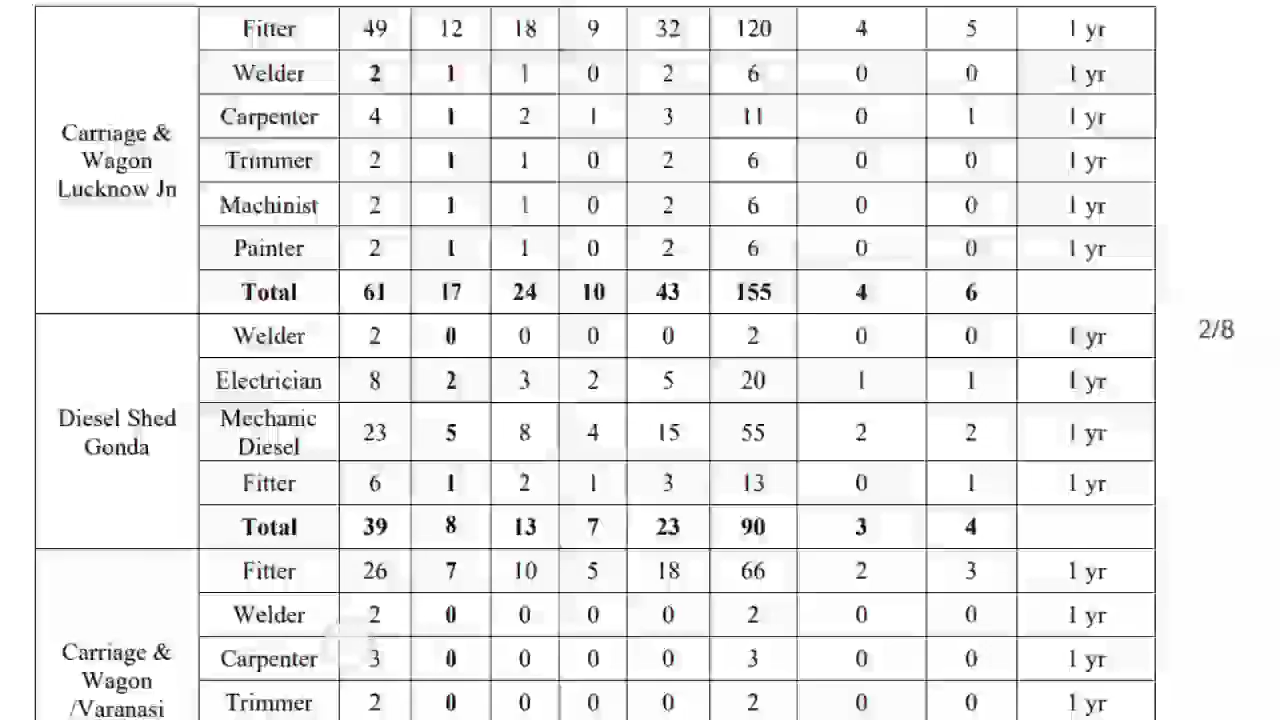 Fitter 49 12 18 9 32 120 4 5 1 yr
Welder 2 1 1 0 2 6 0 0 1 yr
Carpenter 4 1 2 1 3 11 0 1 1 yr
Carriage &
Wagon
Lucknow Jn
Trimmer 2 1 1 0 2 6 0 0 1 yr
Machinist 2 1 1 0 2 6 0 0 1 yr
Painter 2 1 1 0 2 6 0 0 1 yr
Total 61 17 24 10 43 155 4 6
Welder 2 0 0 0 0 2 0 0 1 yr
2/8
Electrician 8 2 3 2 5 20 1 1 1 yr
Diesel Shed
Gonda
Mechanic
Diesel 23 5 8 4 15 55 2 2 1 yr
Fitter 6 1 2 1 3 13 0 1 1 yr
Total 39 8 13 7 23 90 3 4
Fitter 26 7 10 5 18 66 2 3 1 yr
Welder 2 0 0 0 0 2 0 0 1 yr
Carriage &
Wagon
/Varanasi
Carpenter 3 0 0 0 0 3 0 0 1 yr
Trimmer 2 0 0 0 0 2 0 0 1 yr